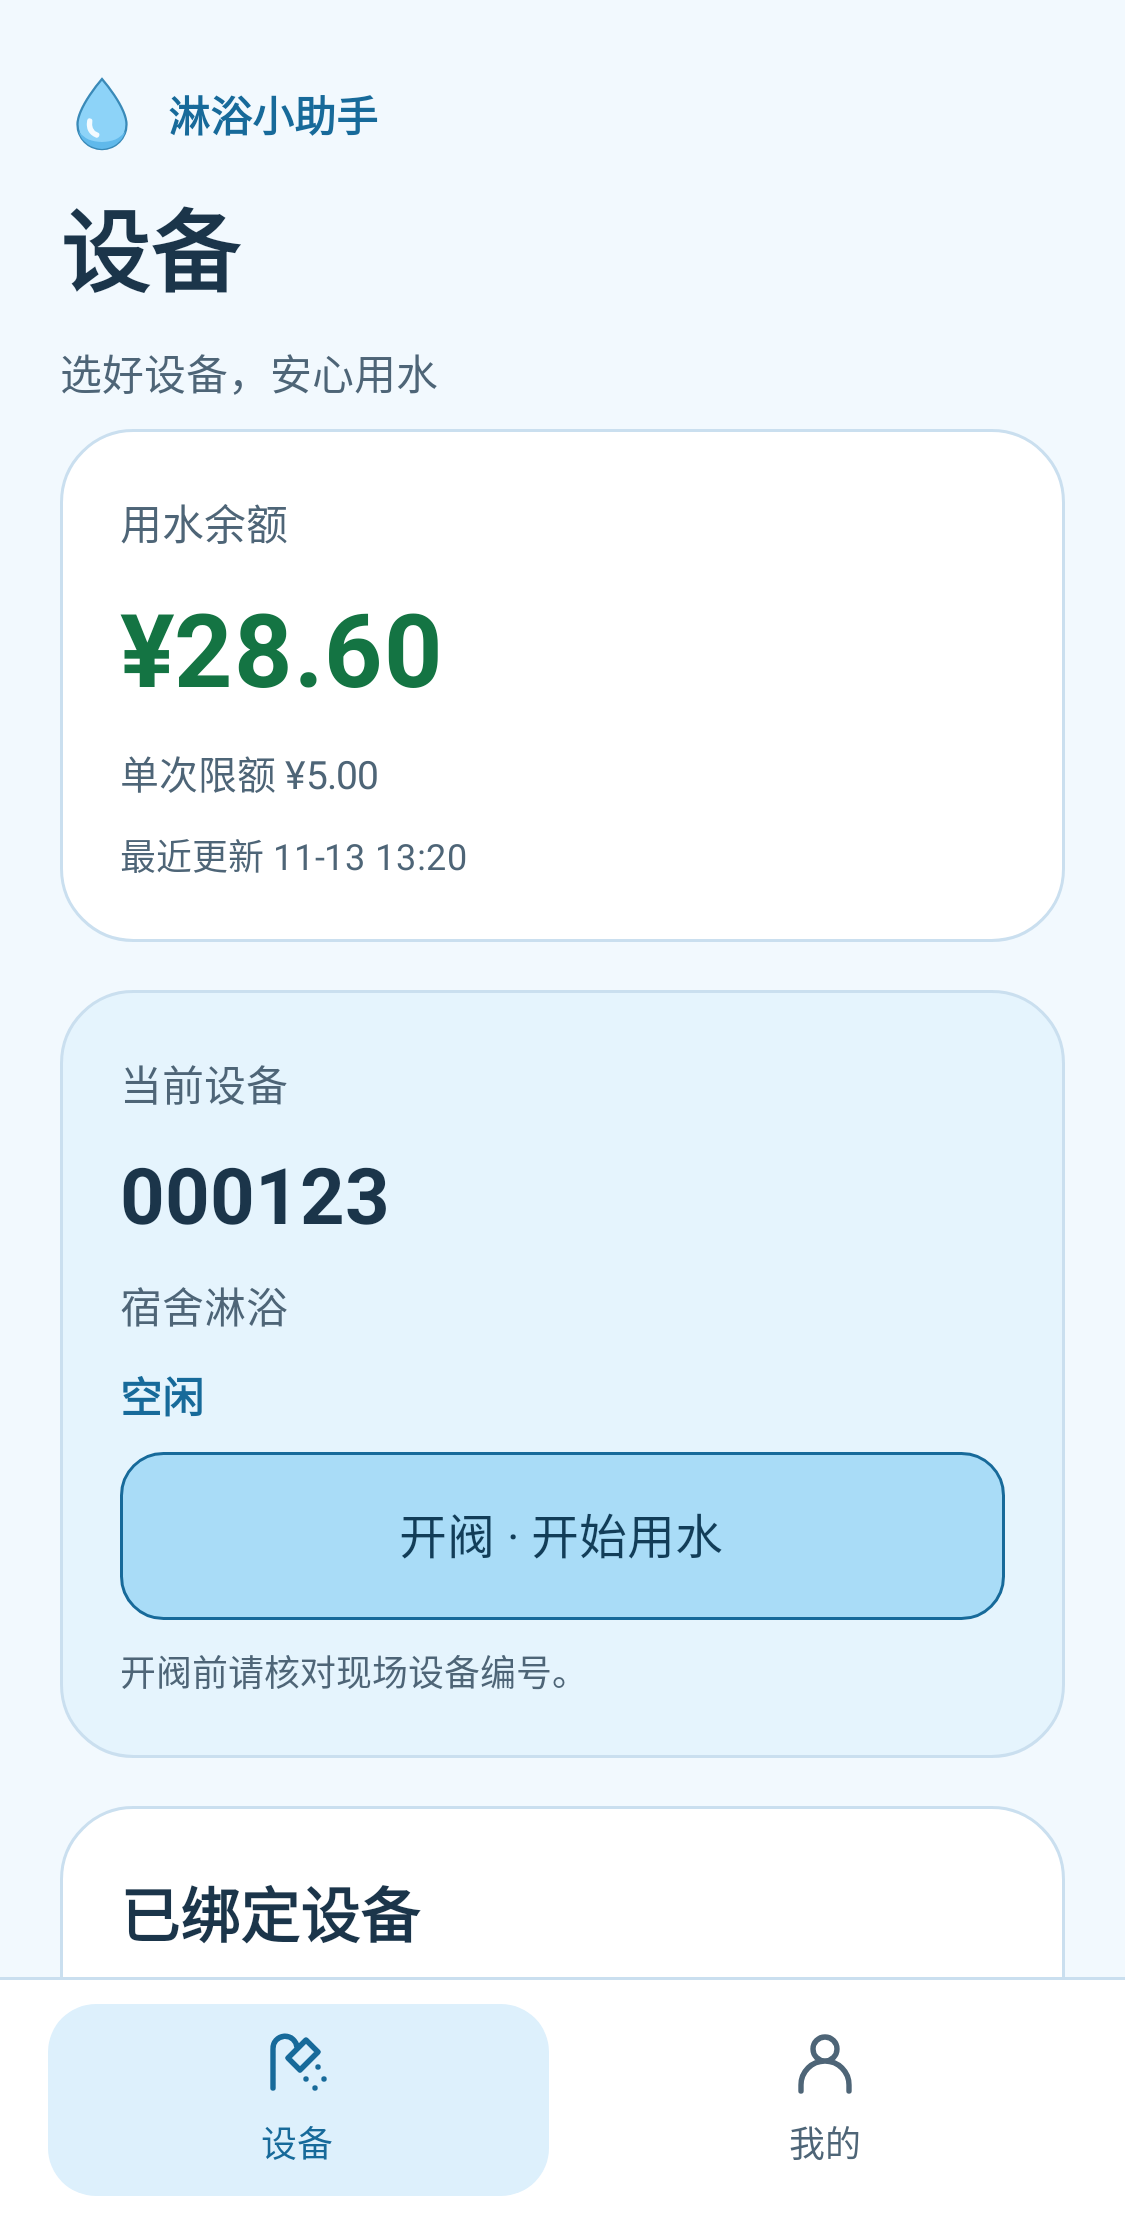 淋浴小助手
设备
选好设备，安心用水
用水余额
¥28.60
单次限额 ¥5.00
最近更新 11-13 13:20
当前设备
000123
宿舍淋浴
空闲
开阀 · 开始用水
开阀前请核对现场设备编号。
已绑定设备
设备
我的